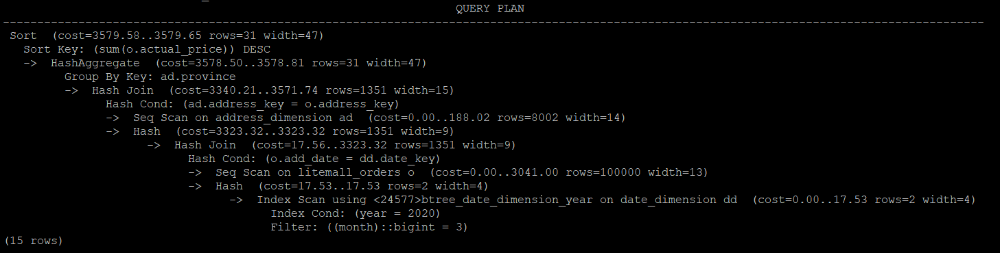 QUERY PLAN
--------------------------------------------------------------------------------------------------------------------------------------------
Sort  (cost=3579.58..3579.65 rows=31 width=47)
  Sort Key: (sum(o.actual_price)) DESC
  ->  HashAggregate  (cost=3578.50..3578.81 rows=31 width=47)
        Group By Key: ad.province
        ->  Hash Join  (cost=3340.21..3571.74 rows=1351 width=15)
              Hash Cond: (ad.address_key = o.address_key)
              ->  Seq Scan on address_dimension ad  (cost=0.00..188.02 rows=8002 width=14)
              ->  Hash  (cost=3323.32..3323.32 rows=1351 width=9)
                    ->  Hash Join  (cost=17.56..3323.32 rows=1351 width=9)
                          Hash Cond: (o.add_date = dd.date_key)
                          ->  Seq Scan on litemall_orders o  (cost=0.00..3041.00 rows=100000 width=13)
                          ->  Hash  (cost=17.53..17.53 rows=2 width=4)
                                ->  Index Scan using <24577>btree_date_dimension_year on date_dimension dd  (cost=0.00..17.53 rows=2 width=4)
                                      Index Cond: (year = 2020)
                                      Filter: ((month)::bigint = 3)
(15 rows)